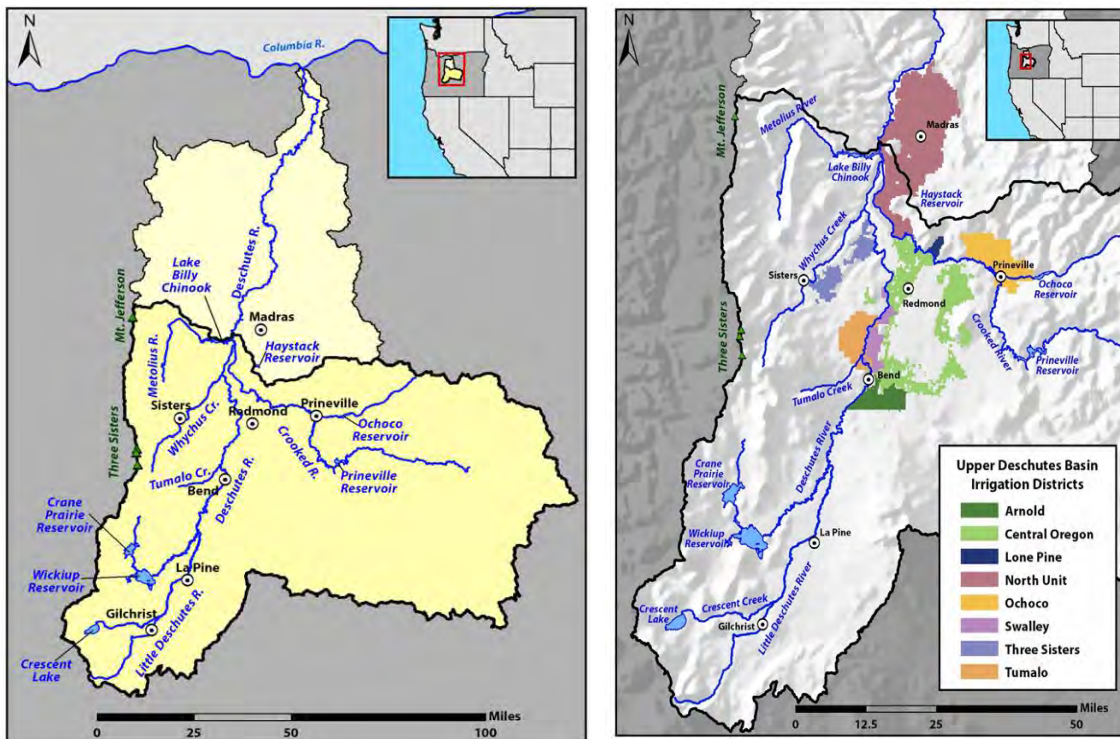 N
Columbia R.
Mt. Jefferson
Lake
Billy
Chinook
Deschutes R.
Madras
Haystack
Reservoir
Metolius R.
Three Sisters
Sisters
Whychus Cr.
Redmond
Prineville
Ochoco
Reservoir
Crooked R.
Prineville
Reservoir
Tumalo Cr.
Bend
Deschutes R.
Crane
Prairie
Reservoir
Wickiup
Reservoir
La Pine
Gilchrist
Little Deschutes R.
Crescent
Lake
Miles
0 25 50 100
N
Mt. Jefferson
Metolius River
Madras
Lake Billy
Chinook
Haystack
Reservoir
Whychus Creek
Sisters
Prineville
Ochoco
Reservoir
Redmond
Three Sisters
Crooked River
Prineville
Reservoir
Bend
Tumalo Creek
Deschutes River
Crane
Prairie
Reservoir
Wickiup
Reservoir
La Pine
Crescent
Lake
Crescent Creek
Gilchrist
Little Deschutes River
Upper Deschutes Basin
Irrigation Districts
Arnold
Central Oregon
Lone Pine
North Unit
Ochoco
Swalley
Three Sisters
Tumalo
Miles
0 12.5 25 50